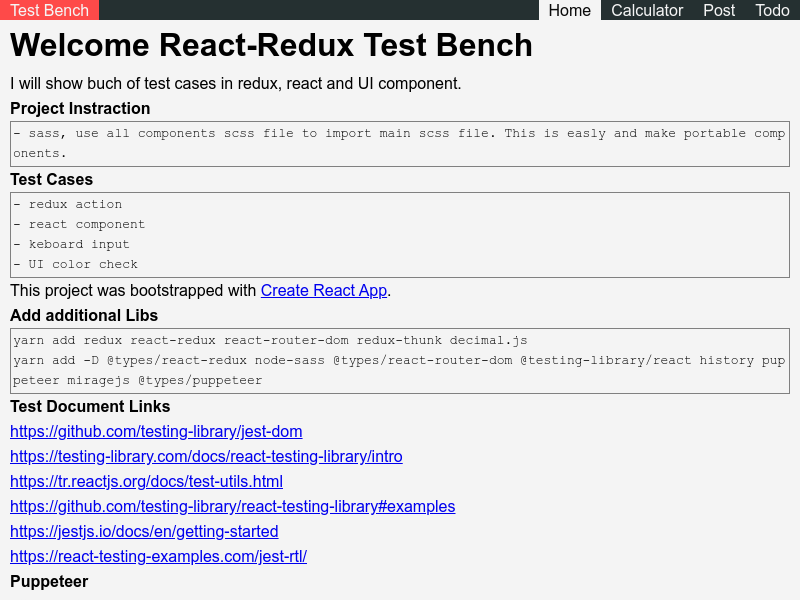 Test Bench Home Calculator Post Todo
Welcome React-Redux Test Bench
I will show buch of test cases in redux, react and UI component.
Project Instraction
- sass, use all components scss file to import main scss file. This is easly and make portable comp
onents.
Test Cases
- redux action
- react component
- keboard input
- UI color check
This project was bootstrapped with Create React App.
Add additional Libs
yarn add redux react-redux react-router-dom redux-thunk decimal.js
yarn add -D @types/react-redux node-sass @types/react-router-dom @testing-library/react history pup
peteer miragejs @types/puppeteer
Test Document Links
https://github.com/testing-library/jest-dom
https://testing-library.com/docs/react-testing-library/intro
https://tr.reactjs.org/docs/test-utils.html
https://github.com/testing-library/react-testing-library#examples
https://jestjs.io/docs/en/getting-started
https://react-testing-examples.com/jest-rtl/
Puppeteer